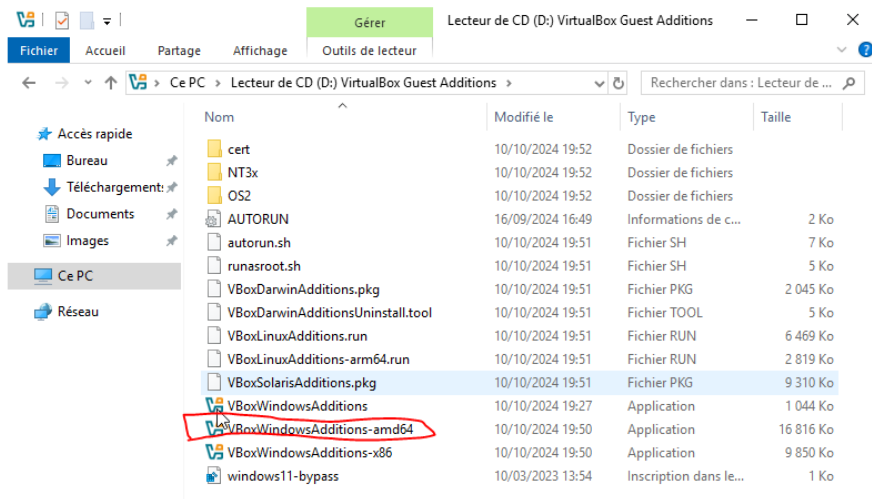 Gérer Lecteur de CD (D:) VirtualBox Guest Additions
Fichier Accueil Partage Affichage Outils de lecteur
Ce PC Lecteur de CD (D:) VirtualBox Guest Additions Rechercher dans : Lecteur de ...
Nom Modifié le Type Taille
Accès rapide
Bureau
Téléchargements
Documents
Images
Ce PC
Réseau
cert 10/10/2024 19:52 Dossier de fichiers
NT3x 10/10/2024 19:52 Dossier de fichiers
OS2 10/10/2024 19:52 Dossier de fichiers
AUTORUN 16/09/2024 16:49 Informations de c... 2 Ko
autorun.sh 10/10/2024 19:51 Fichier SH 7 Ko
runasroot.sh 10/10/2024 19:51 Fichier SH 5 Ko
VBoxDarwinAdditions.pkg 10/10/2024 19:51 Fichier PKG 2 045 Ko
VBoxDarwinAdditionsUninstall.tool 10/10/2024 19:51 Fichier TOOL 5 Ko
VBoxLinuxAdditions.run 10/10/2024 19:51 Fichier RUN 6 469 Ko
VBoxLinuxAdditions-arm64.run 10/10/2024 19:51 Fichier RUN 2 819 Ko
VBoxSolarisAdditions.pkg 10/10/2024 19:51 Fichier PKG 9 310 Ko
VBoxWindowsAdditions 10/10/2024 19:27 Application 1 044 Ko
VBoxWindowsAdditions-amd64 10/10/2024 19:50 Application 16 816 Ko
VBoxWindowsAdditions-x86 10/10/2024 19:50 Application 9 850 Ko
windows11-bypass 10/03/2023 13:54 Inscription dans le... 1 Ko